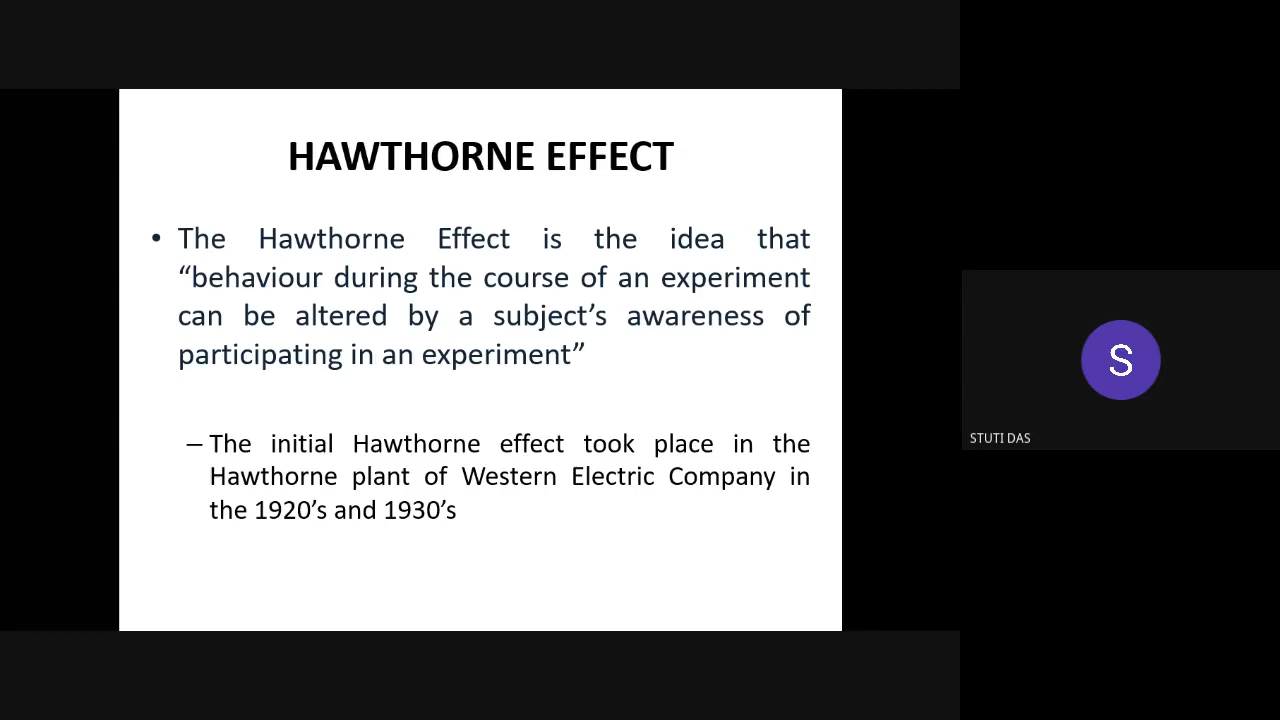 HAWTHORNE EFFECT
• The Hawthorne Effect is the idea that
“behaviour during the course of an experiment
can be altered by a subject’s awareness of
participating in an experiment”
– The initial Hawthorne effect took place in the
Hawthorne plant of Western Electric Company in
the 1920’s and 1930’s
S
STUTI DAS